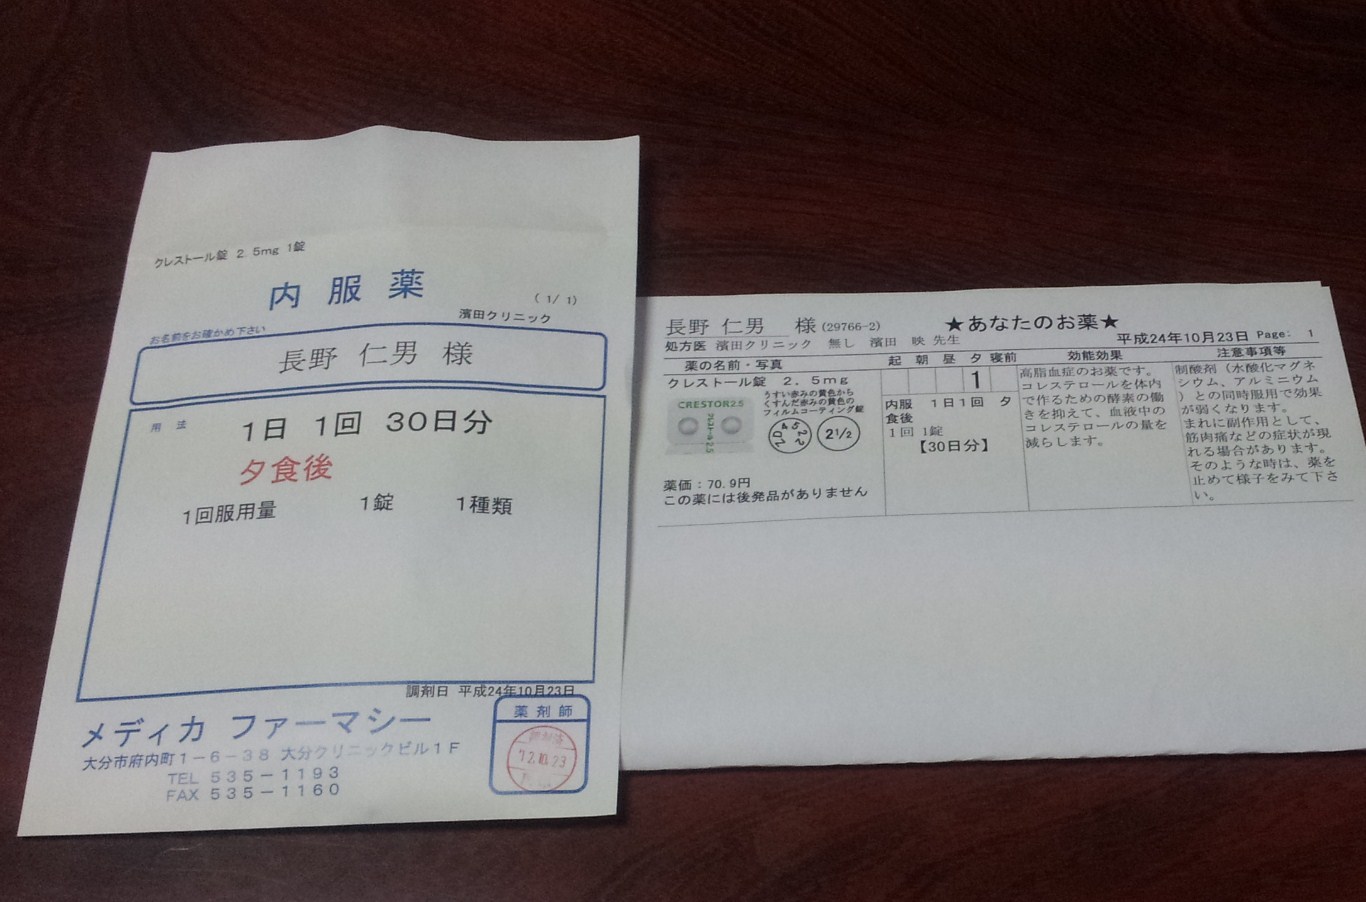 クレストール錠 2.5mg 1錠
内服薬
( 1/ 1)
濱田クリニック
お名前をお確かめ下さい
長野 仁男 様
用法
1日 1回 30日分
夕食後
1回服用量 1錠 1種類
調剤日 平成24年10月23日
メディカ ファーマシー
大分市府内町1-6-38 大分クリニックビル1F
TEL 535-1193
FAX 535-1160
薬剤師
12.10.23
長野 仁男 様 (29766-2)
★あなたのお薬★
処方医 濱田クリニック 無し 濱田 映 先生
平成24年10月23日 Page: 1
薬の名前・写真
起 朝 昼 夕 寝前
効能効果
注意事項等
クレストール錠 2.5mg
CRESTOR2.5
うすい赤みの黄色から
くすんだ赤みの黄色の
フィルムコーティング錠
2 1/2
薬価:70.9円
この薬には後発品がありません
1
内服 1日1回 夕
食後
1回 1錠
【30日分】
高脂血症のお薬です。
コレステロールを体内
で作るための酵素の働
きを抑えて、血液中の
コレステロールの量を
減らします。
制酸剤(水酸化マグネ
シウム、アルミニウム
)との同時服用で効果
が弱くなります。
まれに副作用として、
筋肉痛などの症状が現
れる場合があります。
そのような時は、薬を
止めて様子をみて下さ
い。